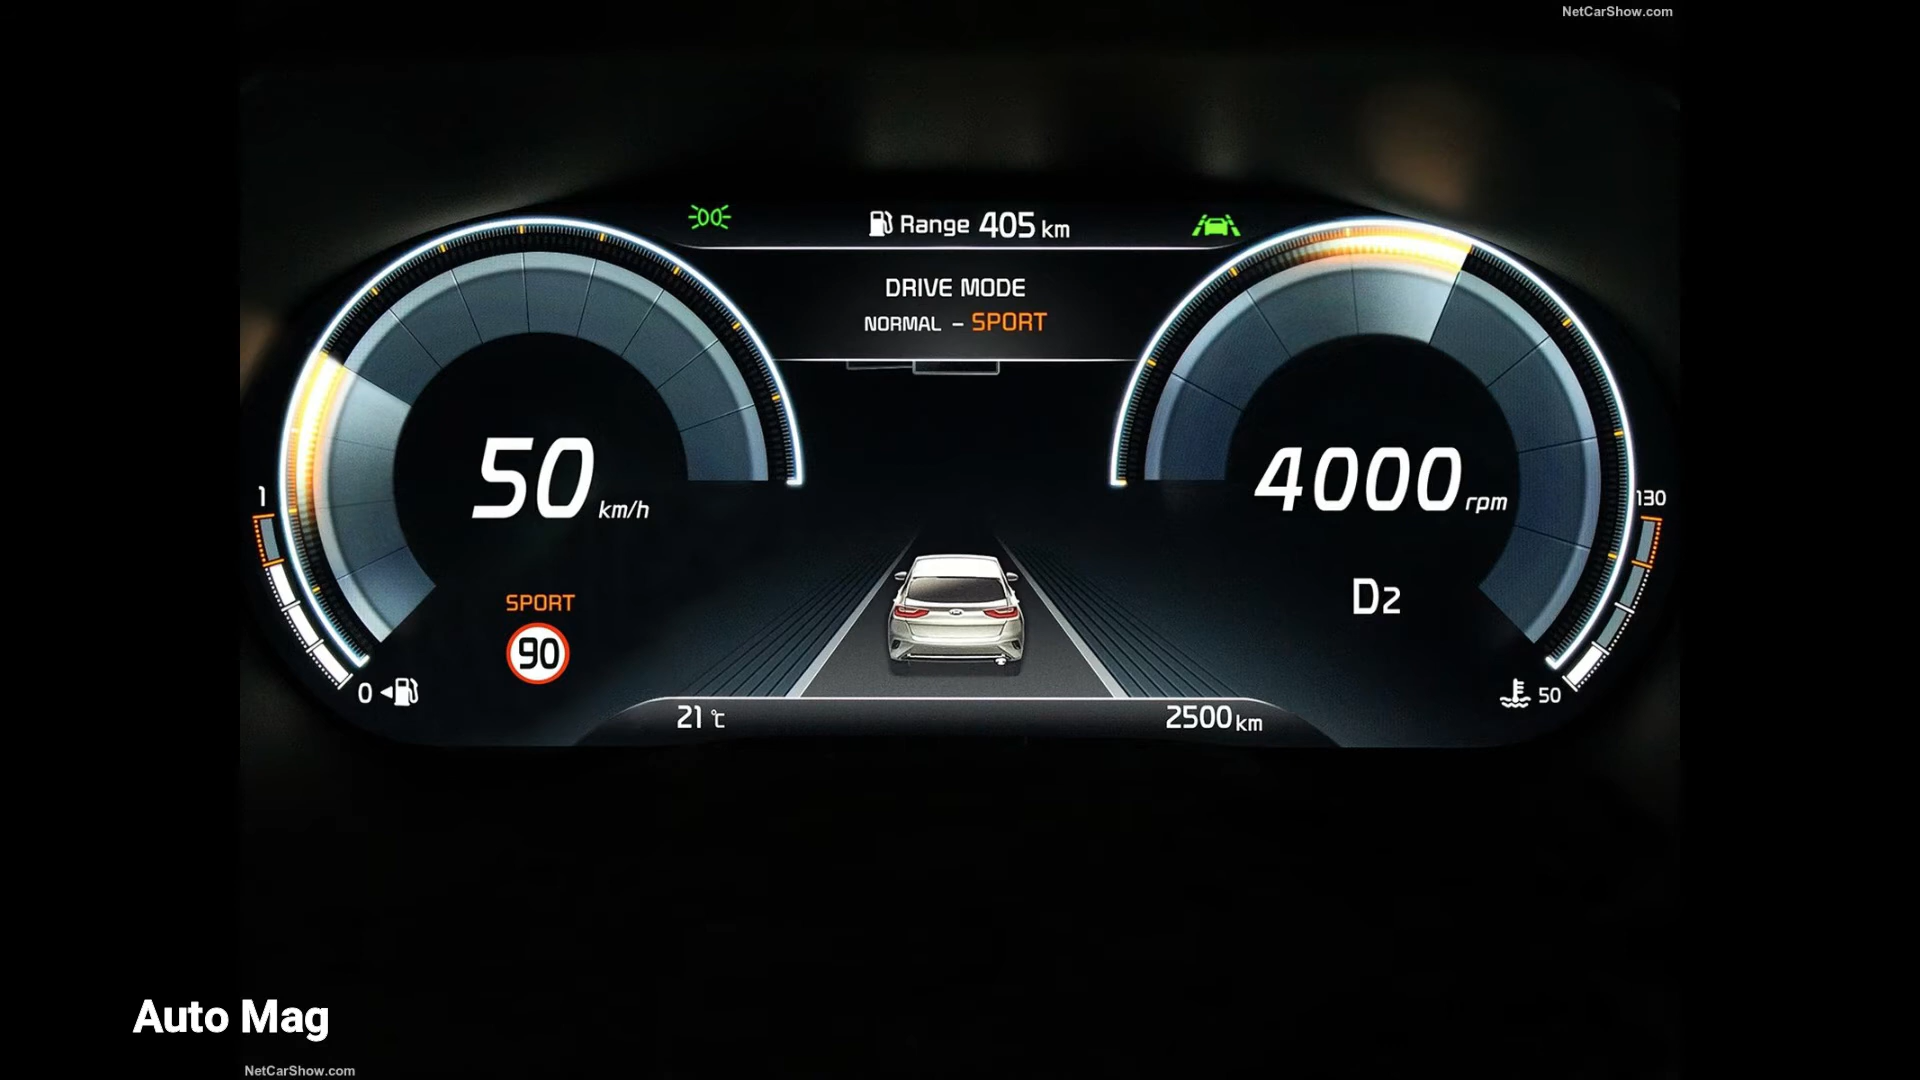 NetCarShow.com
Range 405 km
DRIVE MODE
NORMAL – SPORT
50 km/h
4000 rpm
1
130
SPORT
90
D2
0
50
21 °C
2500 km
Auto Mag
NetCarShow.com